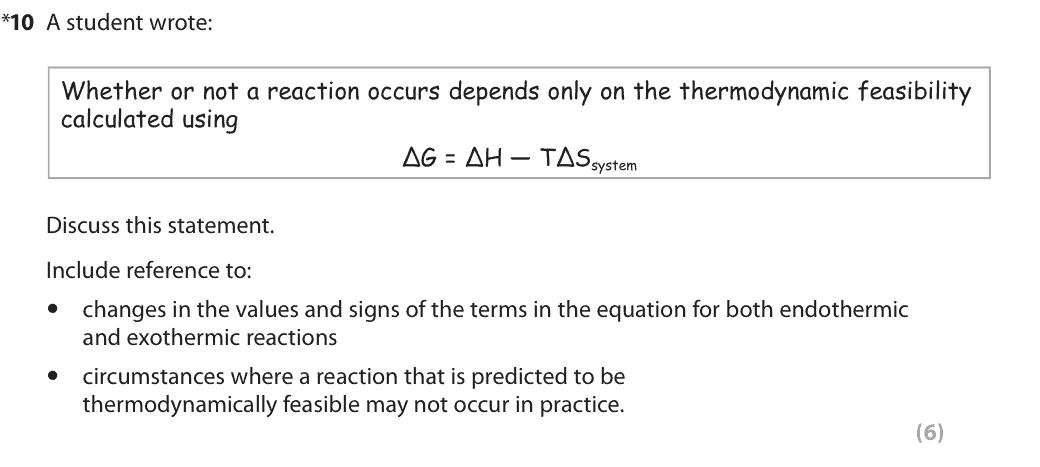 *10 A student wrote:
Whether or not a reaction occurs depends only on the thermodynamic feasibility
calculated using
ΔG = ΔH — TΔSsystem
Discuss this statement.
Include reference to:
• changes in the values and signs of the terms in the equation for both endothermic
and exothermic reactions
• circumstances where a reaction that is predicted to be
thermodynamically feasible may not occur in practice.
(6)